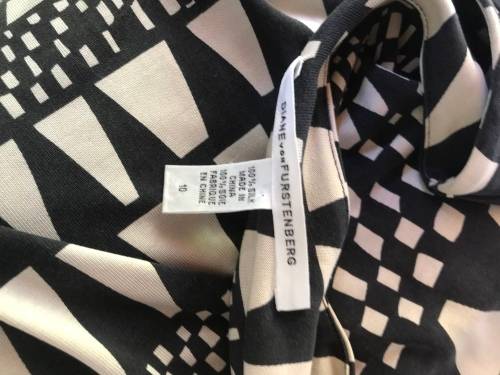 DIANE VON FURSTENBERG
100% SILK
MADE IN
CHINA
100% SOIE
FABRIQUE
EN CHINE
10